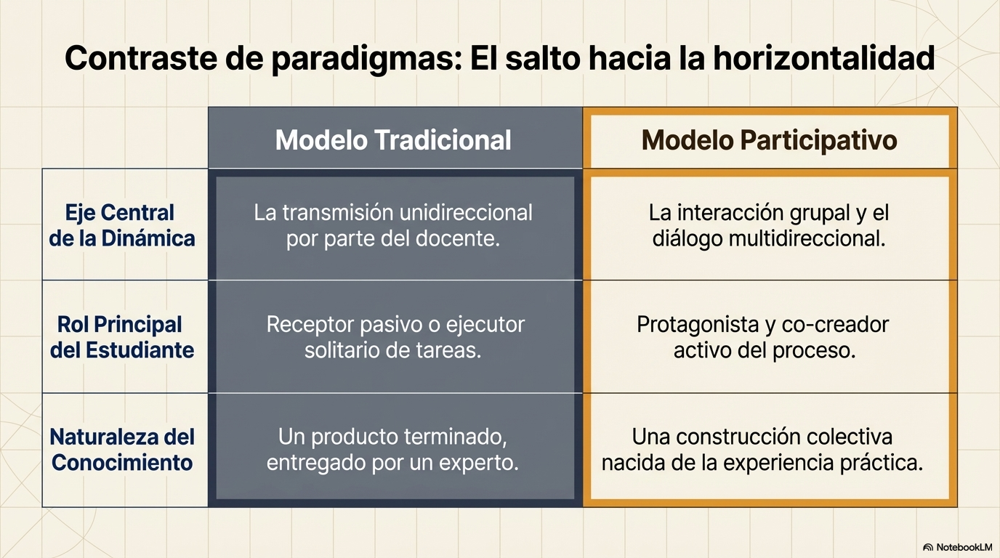 Contraste de paradigmas: El salto hacia la horizontalidad
Modelo Tradicional
Modelo Participativo
Eje Central
de la Dinámica
La transmisión unidireccional
por parte del docente.
La interacción grupal y el
diálogo multidireccional.
Rol Principal
del Estudiante
Receptor pasivo o ejecutor
solitario de tareas.
Protagonista y co-creador
activo del proceso.
Naturaleza del
Conocimiento
Un producto terminado,
entregado por un experto.
Una construcción colectiva
nacida de la experiencia práctica.
NotebookLM